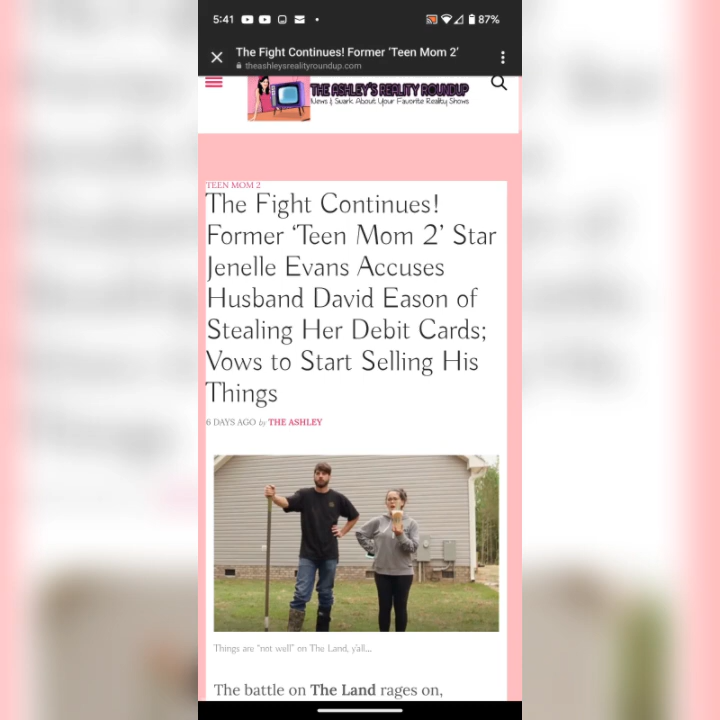 5:41
87%
The Fight Continues! Former ‘Teen Mom 2’
theashleysrealityroundup.com
THE ASHLEY'S REALITY ROUNDUP
News & Snark About Your Favorite Reality Shows
TEEN MOM 2
The Fight Continues!
Former ‘Teen Mom 2’ Star
Jenelle Evans Accuses
Husband David Eason of
Stealing Her Debit Cards;
Vows to Start Selling His
Things
6 DAYS AGO by THE ASHLEY
Things are “not well” on The Land, y’all...
The battle on The Land rages on,